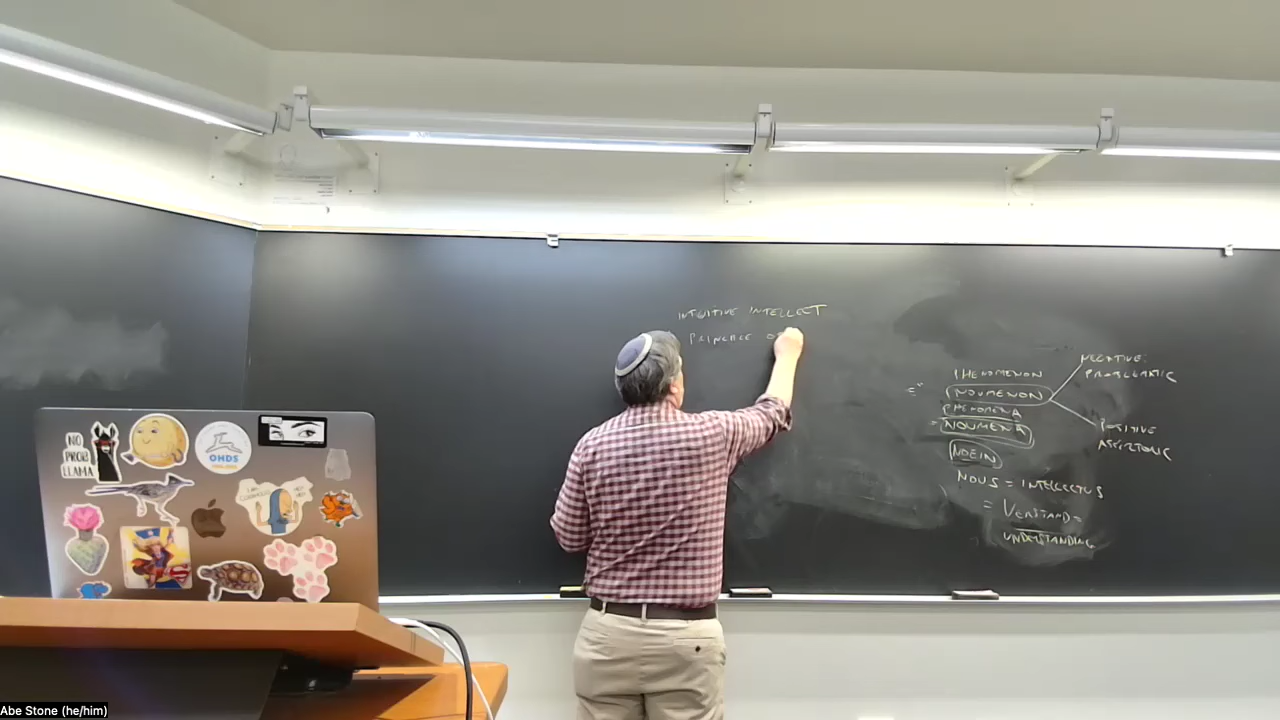 INTUITIVE INTELLECT
PRINCIPLE OF
PHENOMENON
NOUMENON
PHENOMENA
= NOUMENA
NOEIN
NOUS = INTELLECTUS
= VERSTAND =
UNDERSTANDING
NEGATIVE:
PROBLEMATIC
POSITIVE
ASSERTORIC
NO
PROB
LLAMA
OHDS
Abe Stone (he/him)